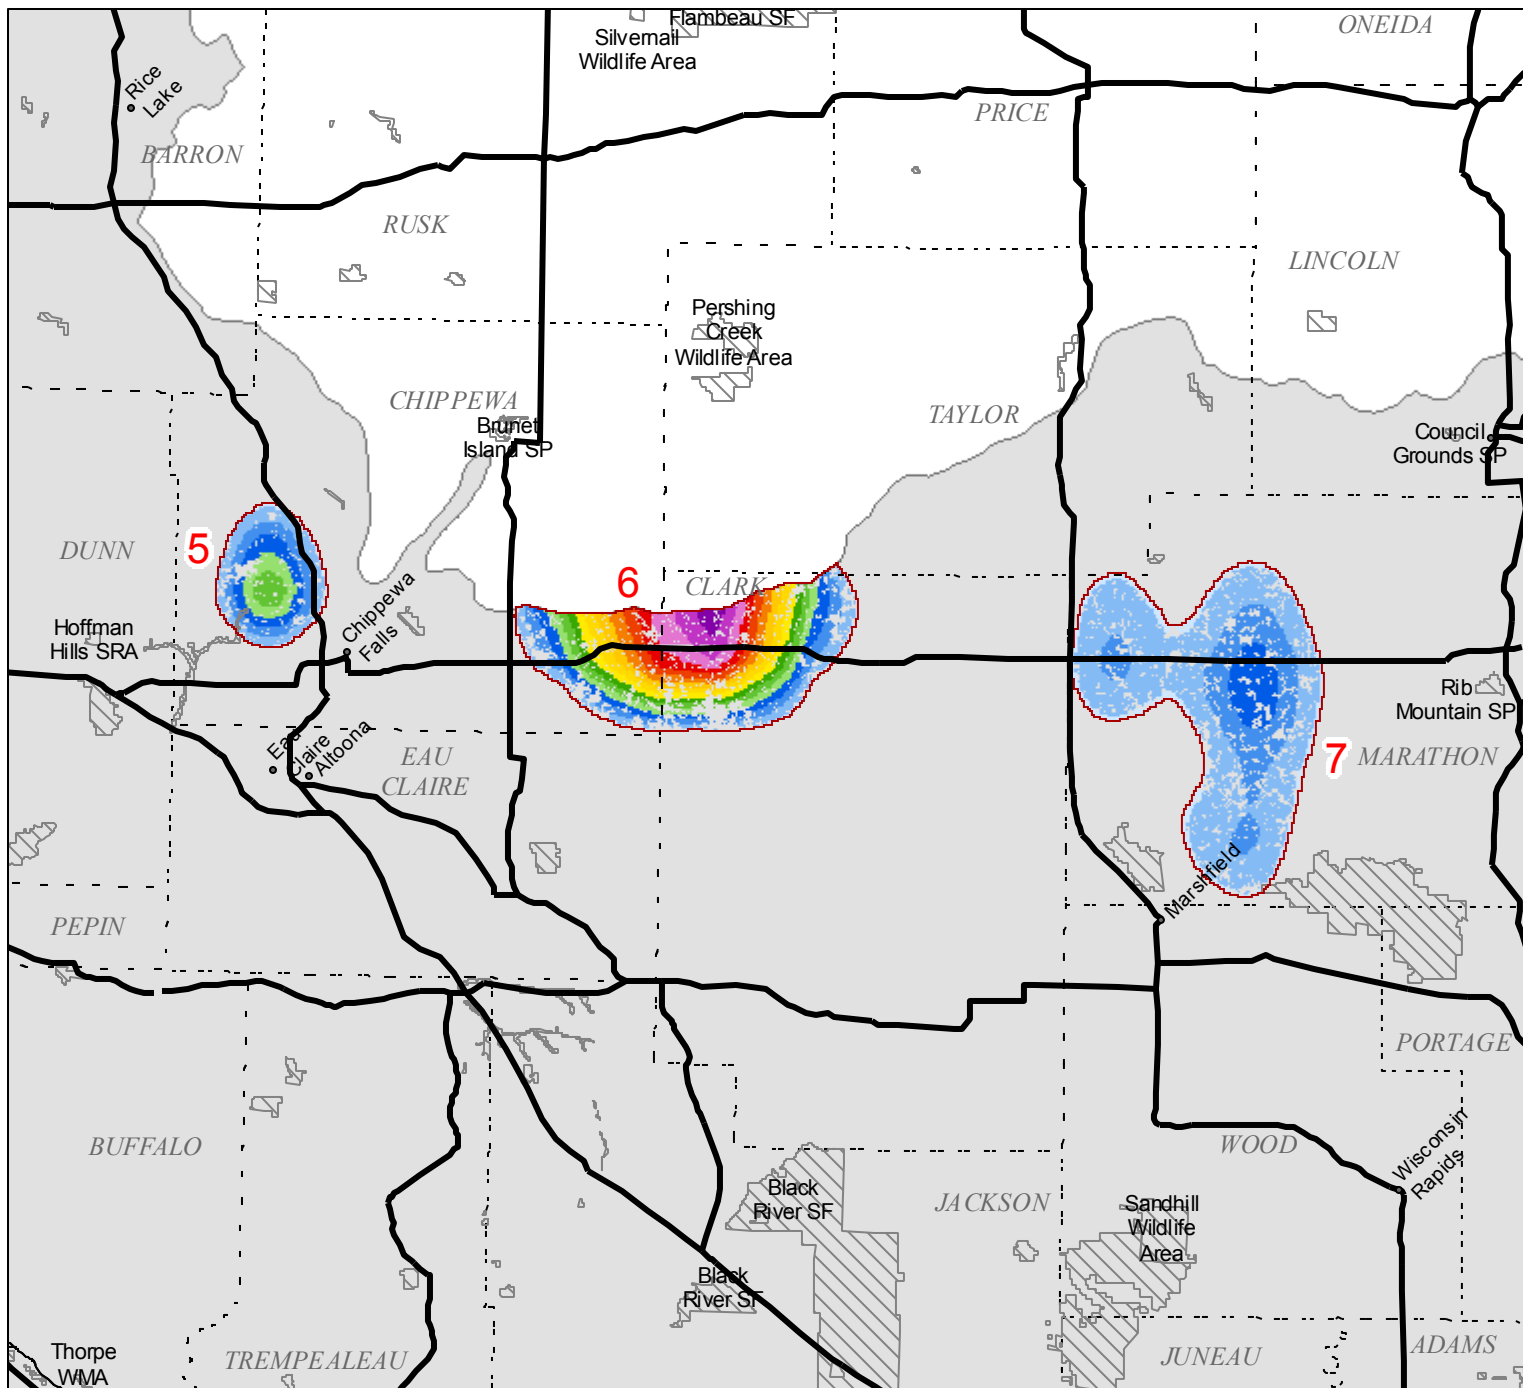 Flambeau SF
ONEIDA
Silvernail
Wildlife Area
Rice
Lake
PRICE
BARRON
RUSK
LINCOLN
Pershing
Creek
Wildlife Area
CHIPPEWA
TAYLOR
Brunet
Island SP
Council
Grounds SP
DUNN
5
6
CLARK
Chippewa
Falls
Hoffman
Hills SRA
Rib
Mountain SP
Eau
Claire
Altoona
EAU
CLAIRE
7
MARATHON
Marshfield
PEPIN
PORTAGE
BUFFALO
WOOD
Wisconsin
Rapids
Black
River SF
JACKSON
Sandhill
Wildlife
Area
Black
River SF
Thorpe
WMA
TREMPEALEAU
JUNEAU
ADAMS